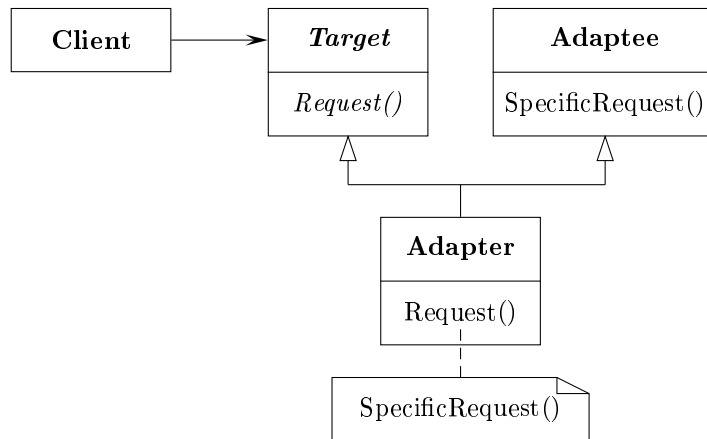 Client
Target
Request()
Adaptee
SpecificRequest()
Adapter
Request()
SpecificRequest()